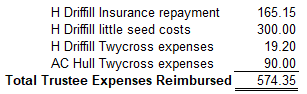 H Driffill Insurance repayment 165.15
H Driffill little seed costs 300.00
H Driffill Twycross expenses 19.20
AC Hull Twycross expenses 90.00
Total Trustee Expenses Reimbursed 574.35